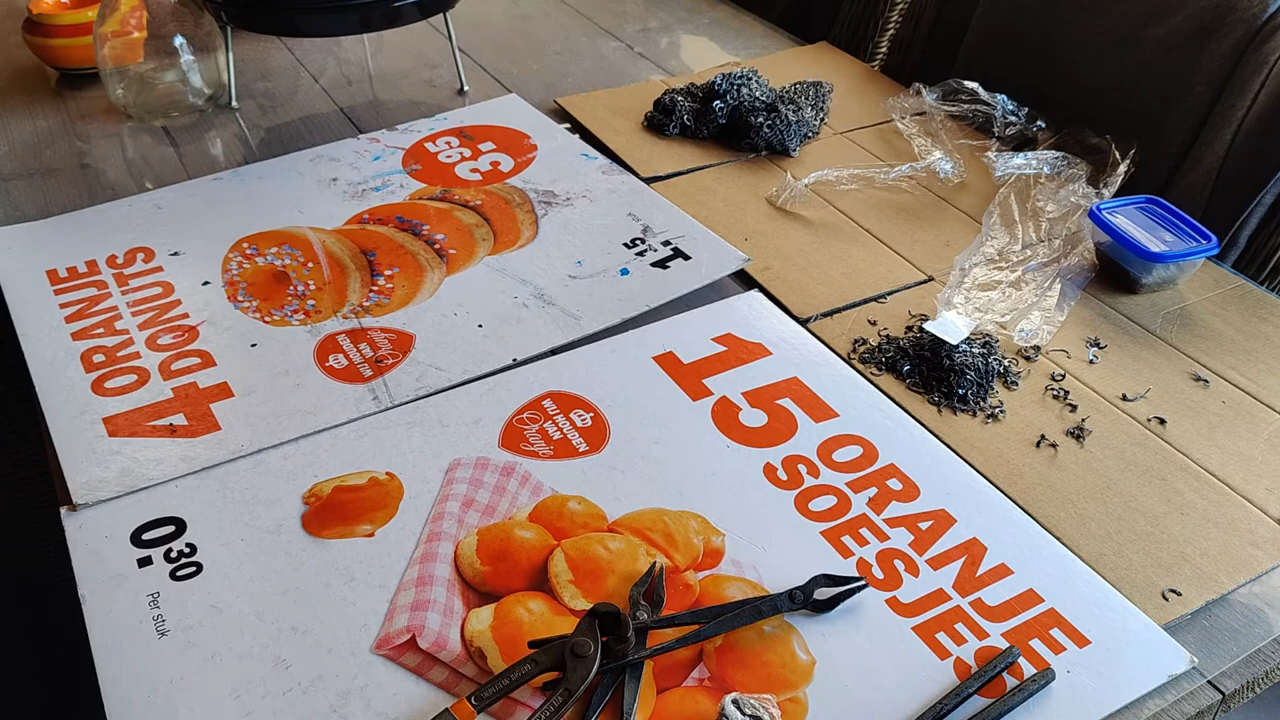 4 ORANJE
DONUTS
3.95
1.15
WIJ HOUDEN
VAN
Oranje
15 ORANJE
SOESJES
WIJ HOUDEN
VAN
Oranje
0.30
Per stuk